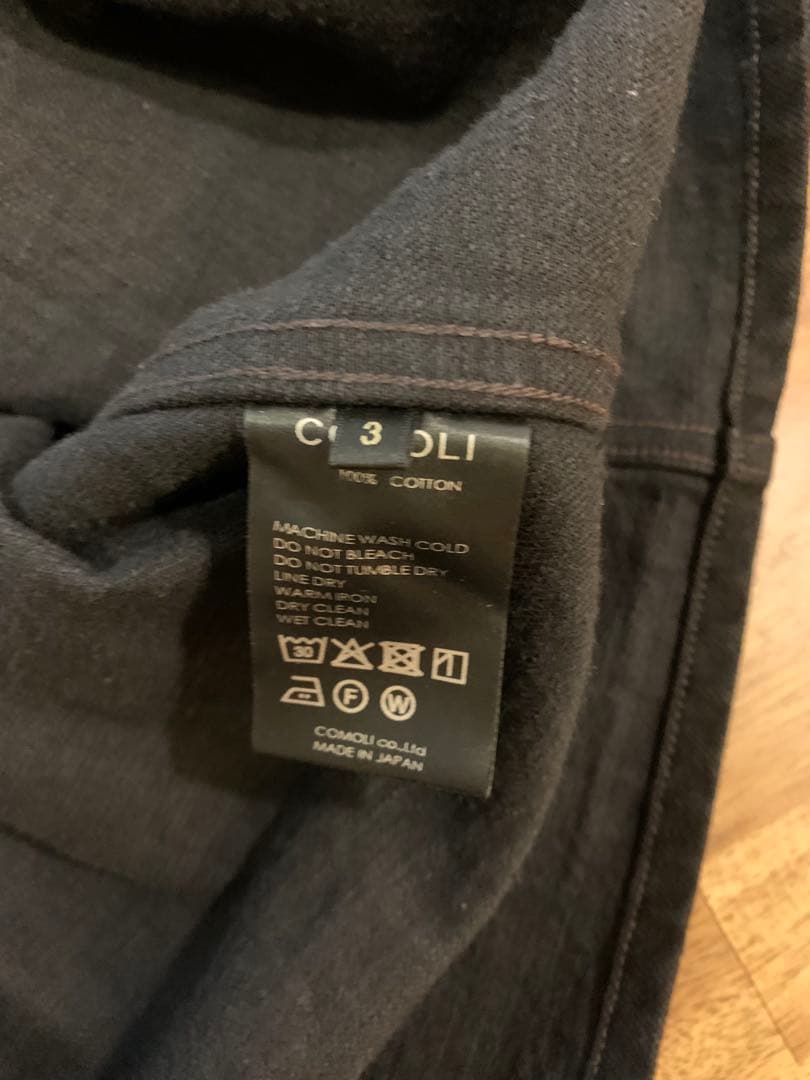 COMOLI
3
100% COTTON
MACHINE WASH COLD
DO NOT BLEACH
DO NOT TUMBLE DRY
LINE DRY
WARM IRON
DRY CLEAN
WET CLEAN
30
F W
COMOLI co.,Ltd
MADE IN JAPAN